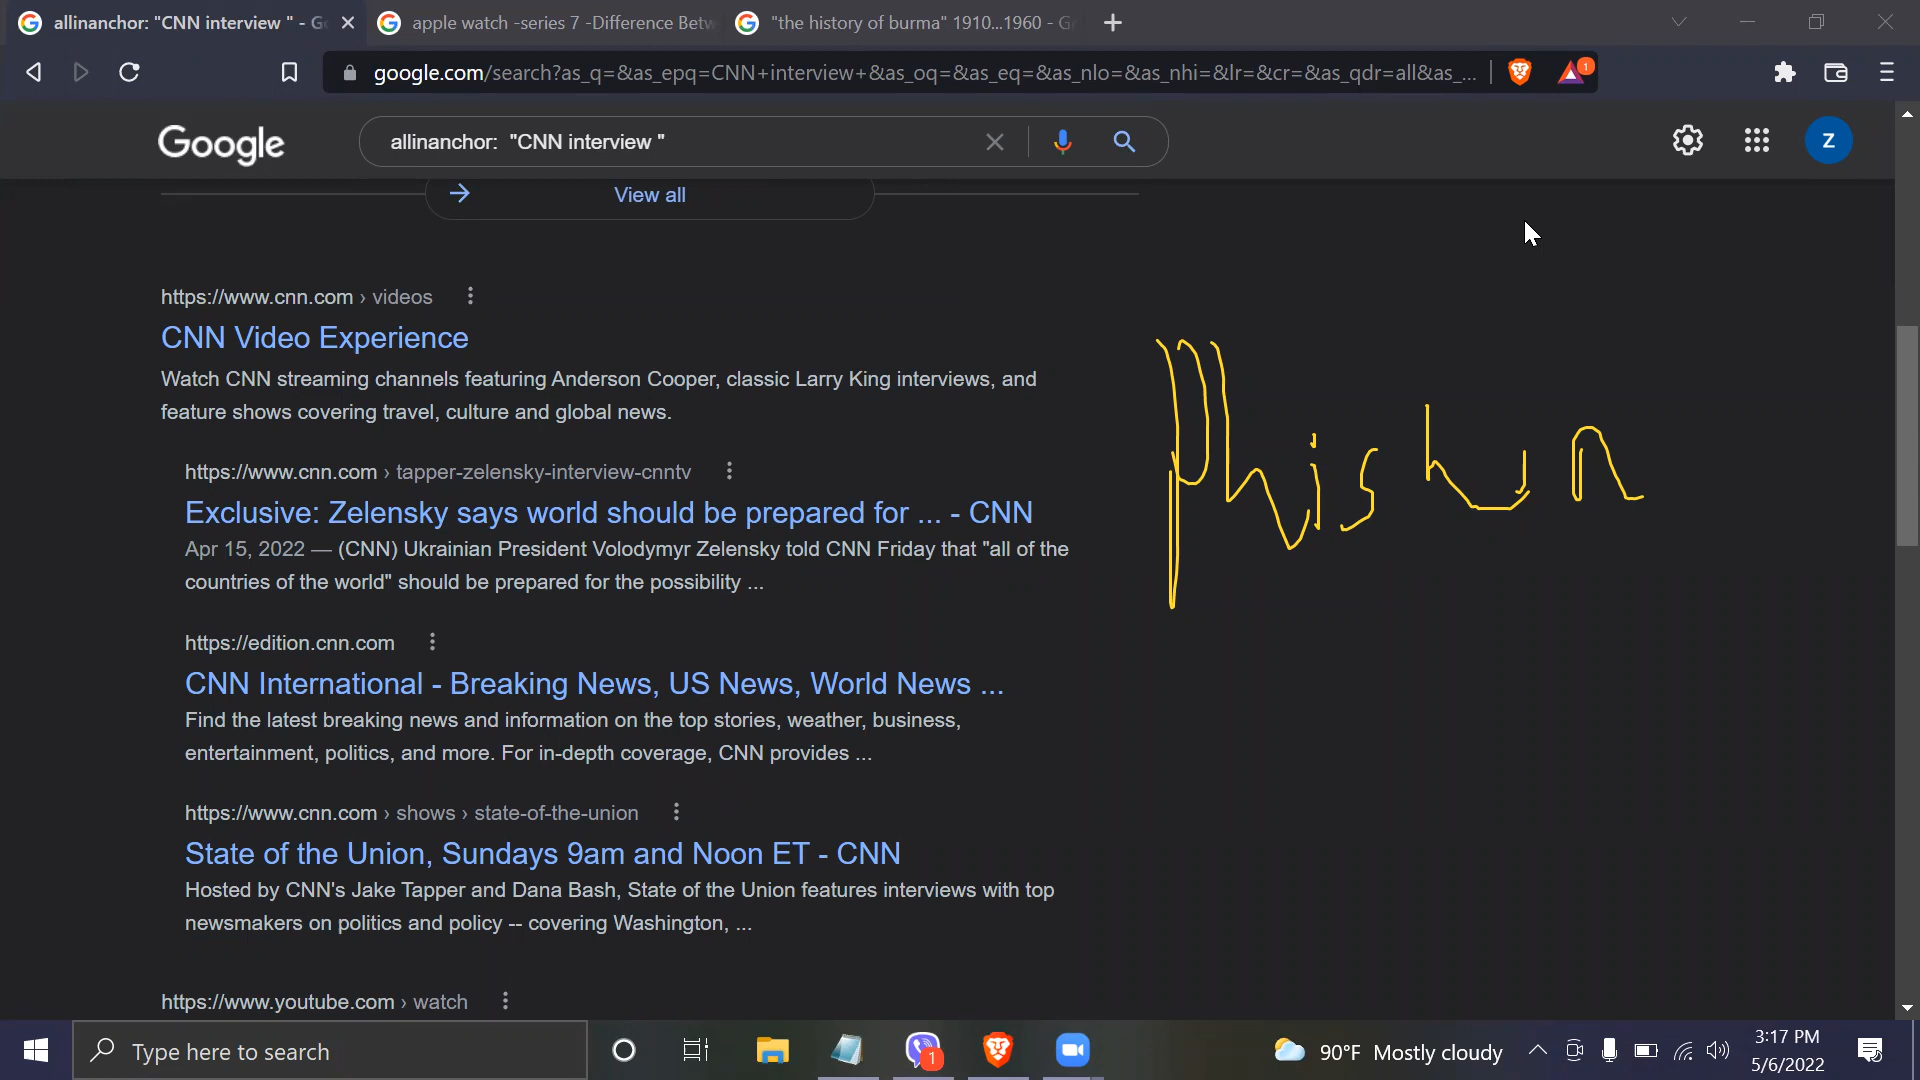 allinanchor: "CNN interview " - G
apple watch -series 7 -Difference Betw
"the history of burma" 1910...1960 - G
google.com/search?as_q=&as_epq=CNN+interview+&as_oq=&as_eq=&as_nlo=&as_nhi=&lr=&cr=&as_qdr=all&as_...
1
Google
allinanchor: "CNN interview "
Z
View all
https://www.cnn.com › videos
CNN Video Experience
Watch CNN streaming channels featuring Anderson Cooper, classic Larry King interviews, and
feature shows covering travel, culture and global news.
https://www.cnn.com › tapper-zelensky-interview-cnntv
Exclusive: Zelensky says world should be prepared for ... - CNN
Apr 15, 2022 — (CNN) Ukrainian President Volodymyr Zelensky told CNN Friday that "all of the
countries of the world" should be prepared for the possibility ...
https://edition.cnn.com
CNN International - Breaking News, US News, World News ...
Find the latest breaking news and information on the top stories, weather, business,
entertainment, politics, and more. For in-depth coverage, CNN provides ...
https://www.cnn.com › shows › state-of-the-union
State of the Union, Sundays 9am and Noon ET - CNN
Hosted by CNN's Jake Tapper and Dana Bash, State of the Union features interviews with top
newsmakers on politics and policy -- covering Washington, ...
https://www.youtube.com › watch
Type here to search
1
90°F Mostly cloudy
3:17 PM
5/6/2022